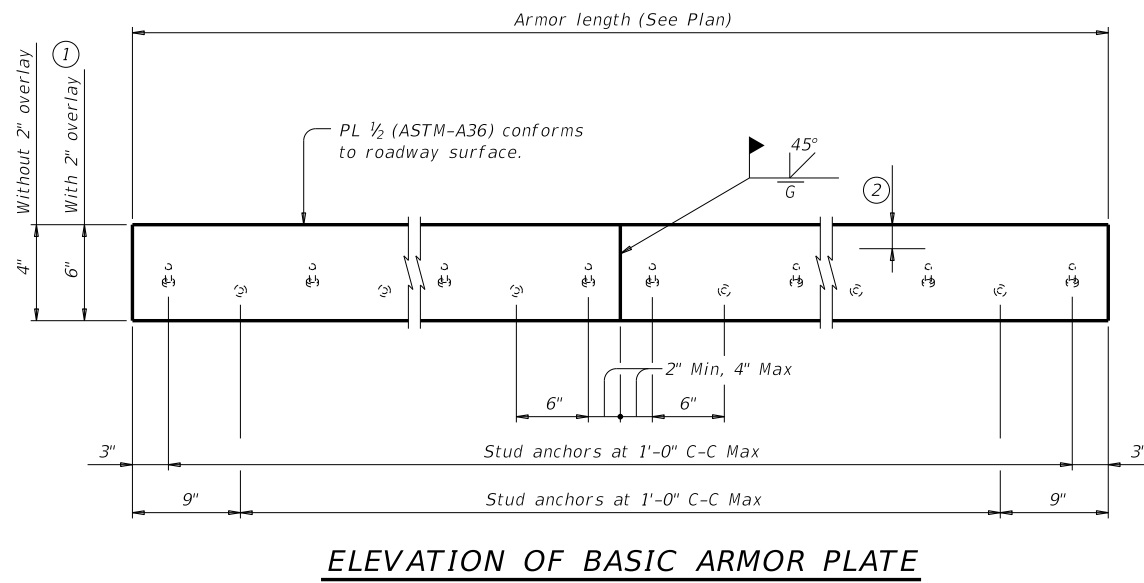 Armor length (See Plan)
Without 2" overlay
1
With 2" overlay
PL ½ (ASTM-A36) conforms
to roadway surface.
45°
G
2
4"
6"
2" Min, 4" Max
6"
6"
3"
Stud anchors at 1'-0" C-C Max
3"
9"
Stud anchors at 1'-0" C-C Max
9"
ELEVATION OF BASIC ARMOR PLATE